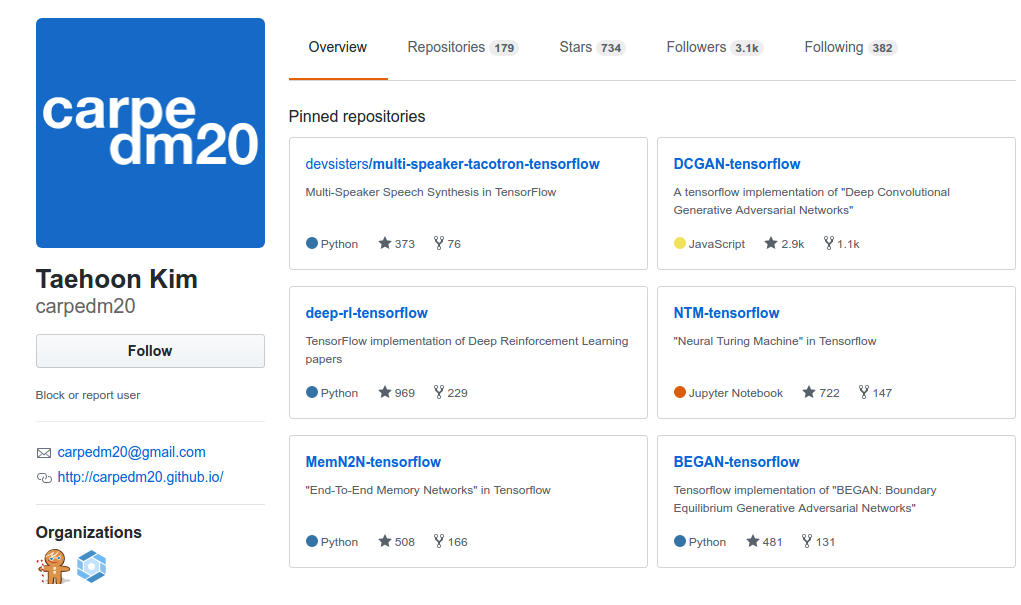 carpe
dm20
Taehoon Kim
carpedm20
Follow
Block or report user
carpedm20@gmail.com
http://carpedm20.github.io/
Organizations
Overview Repositories 179 Stars 734 Followers 3.1k Following 382
Pinned repositories
devsisters/multi-speaker-tacotron-tensorflow
Multi-Speaker Speech Synthesis in TensorFlow
Python 373 76
DCGAN-tensorflow
A tensorflow implementation of "Deep Convolutional
Generative Adversarial Networks"
JavaScript 2.9k 1.1k
deep-rl-tensorflow
TensorFlow implementation of Deep Reinforcement Learning
papers
Python 969 229
NTM-tensorflow
"Neural Turing Machine" in Tensorflow
Jupyter Notebook 722 147
MemN2N-tensorflow
"End-To-End Memory Networks" in Tensorflow
Python 508 166
BEGAN-tensorflow
Tensorflow implementation of "BEGAN: Boundary
Equilibrium Generative Adversarial Networks"
Python 481 131